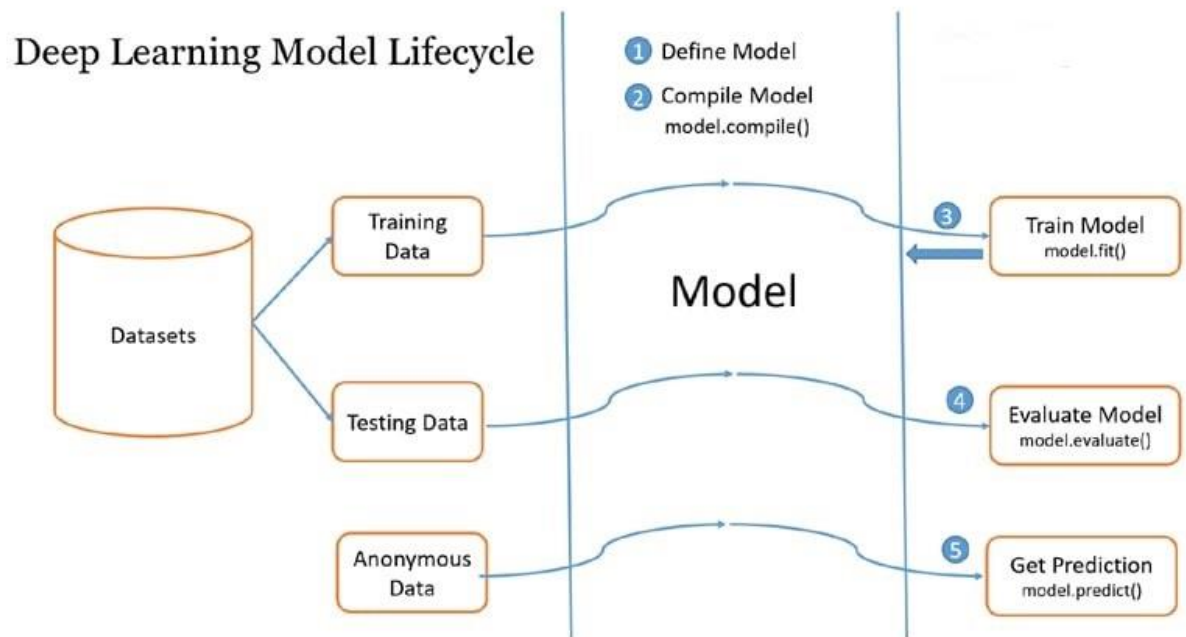 Deep Learning Model Lifecycle
1 Define Model
2 Compile Model
model.compile()
Training
Data
3
Train Model
model.fit()
Datasets
Model
Testing Data
4
Evaluate Model
model.evaluate()
Anonymous
Data
5
Get Prediction
model.predict()